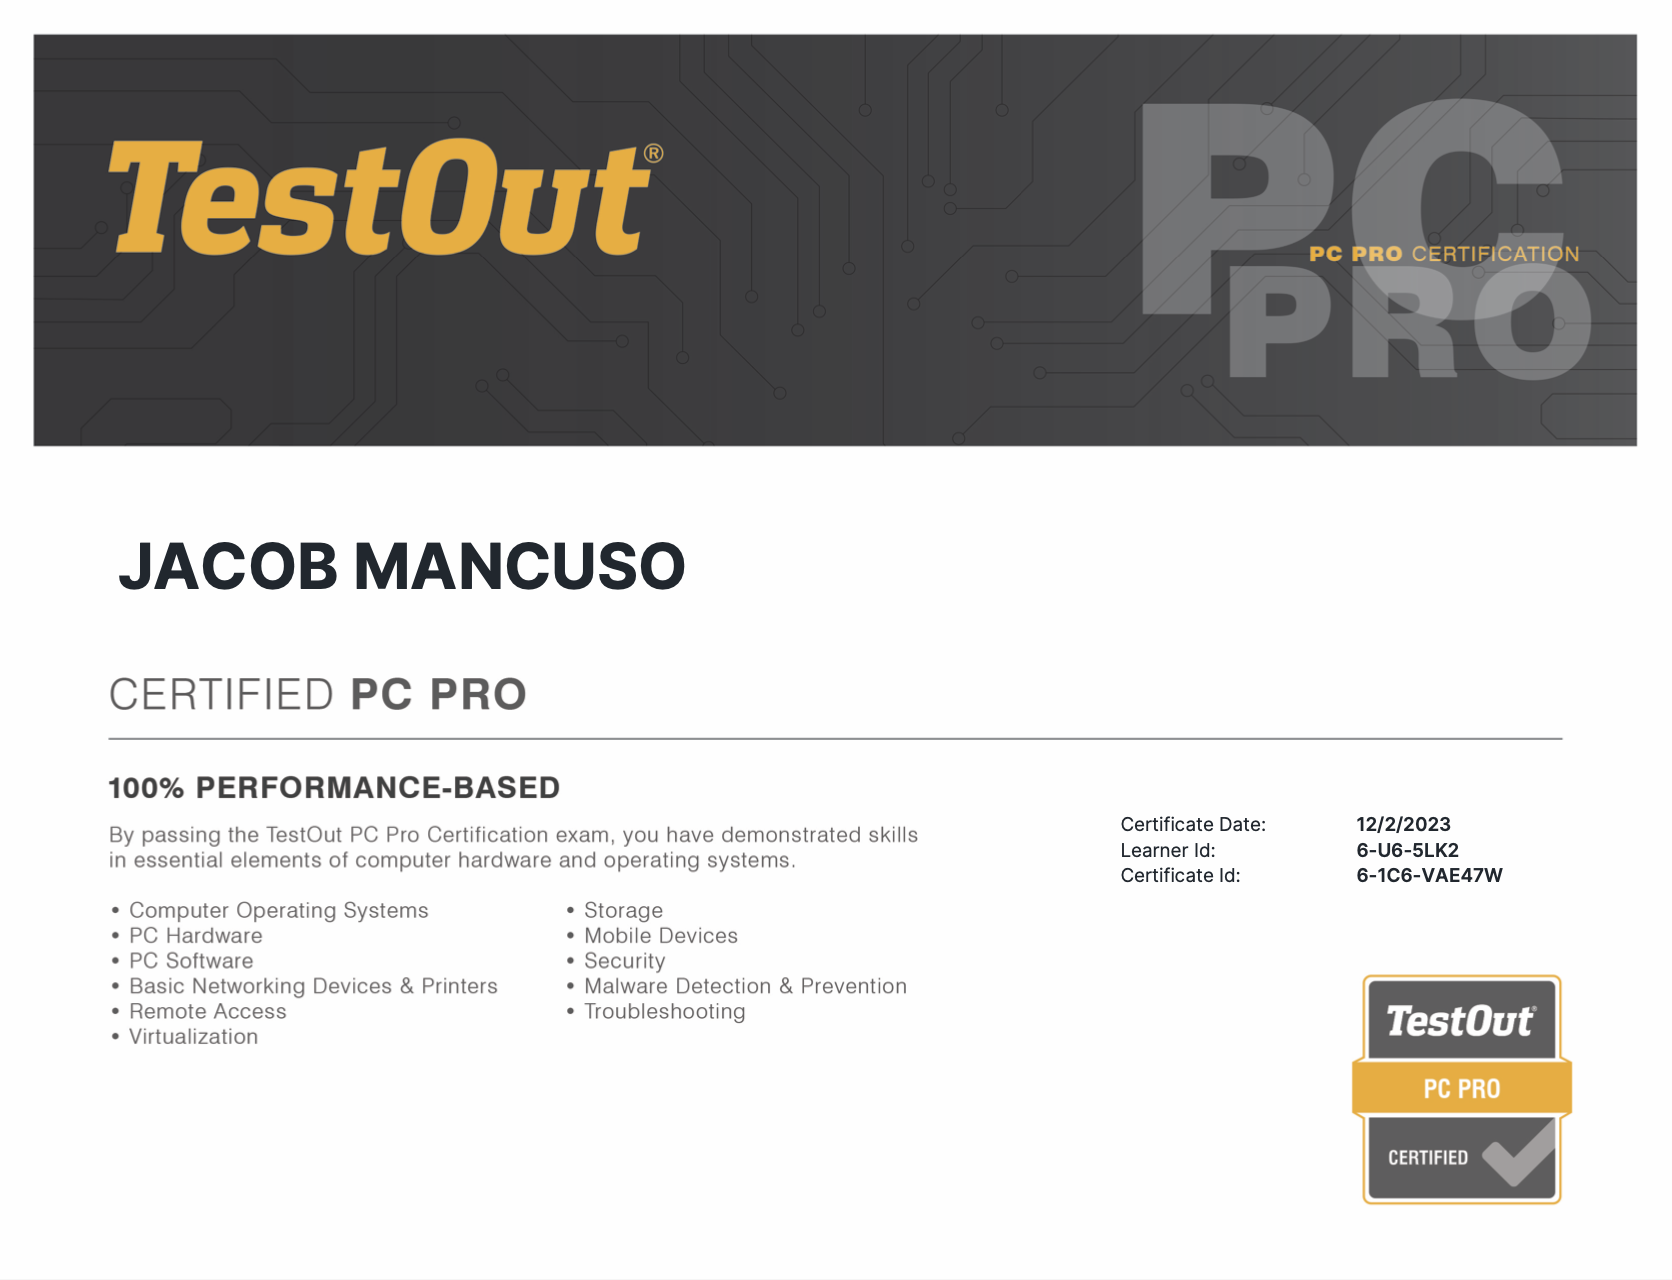 TestOut®
PC
PC PRO CERTIFICATION
PRO
JACOB MANCUSO
CERTIFIED PC PRO
100% PERFORMANCE-BASED
By passing the TestOut PC Pro Certification exam, you have demonstrated skills
in essential elements of computer hardware and operating systems.
• Computer Operating Systems
• PC Hardware
• PC Software
• Basic Networking Devices & Printers
• Remote Access
• Virtualization
• Storage
• Mobile Devices
• Security
• Malware Detection & Prevention
• Troubleshooting
Certificate Date: 12/2/2023
Learner Id: 6-U6-5LK2
Certificate Id: 6-1C6-VAE47W
TestOut®
PC PRO
CERTIFIED